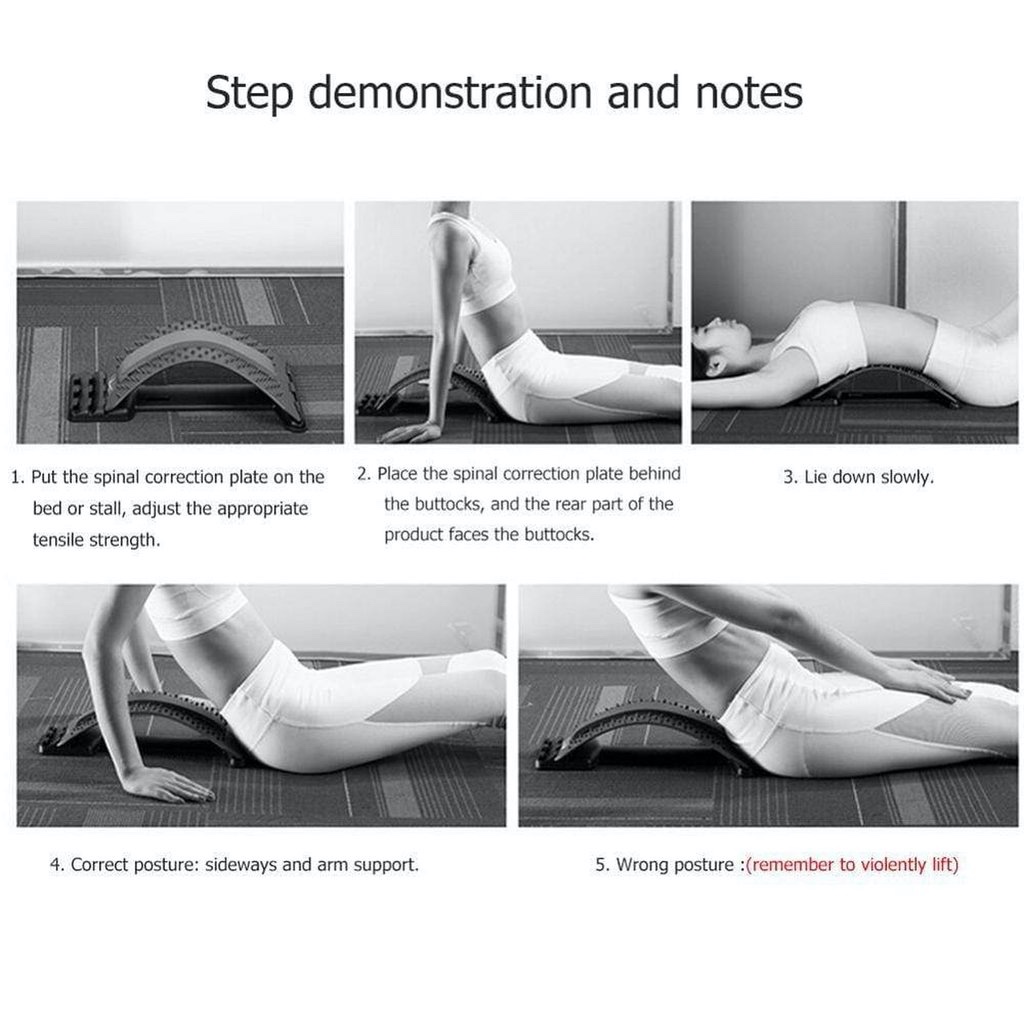 Step demonstration and notes
1. Put the spinal correction plate on the
bed or stall, adjust the appropriate
tensile strength.
2. Place the spinal correction plate behind
the buttocks, and the rear part of the
product faces the buttocks.
3. Lie down slowly.
4. Correct posture: sideways and arm support.
5. Wrong posture :(remember to violently lift)